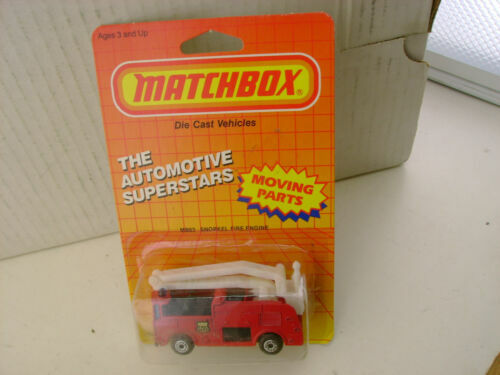 Ages 3 and Up
MATCHBOX®
Die Cast Vehicles
THE
AUTOMOTIVE
SUPERSTARS
MOVING
PARTS
SNORKEL FIRE ENGINE